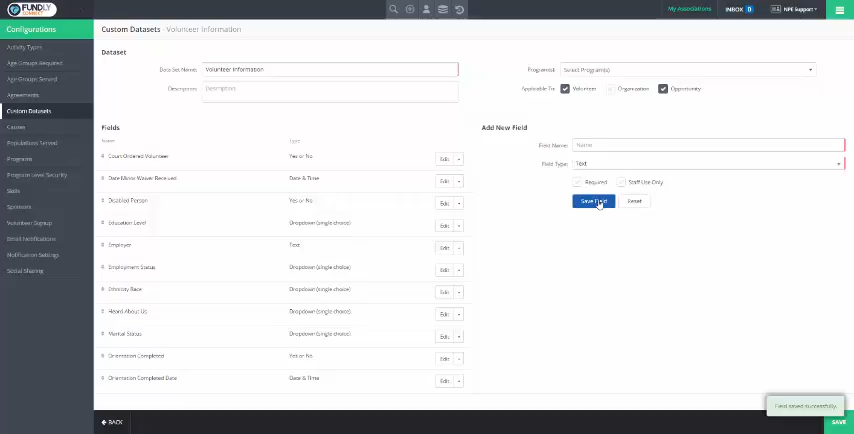 FUNDLY
CONNECT
My Associations
INBOX 0
NPE Support
Configurations
Activity Types
Age Groups Required
Age Groups Served
Agreements
Custom Datasets
Causes
Populations Served
Programs
Program Level Security
Skills
Sponsors
Volunteer Signup
Email Notifications
Notification Settings
Social Sharing
Custom Datasets - Volunteer Information
Dataset
Data Set Name: Volunteer Information
Description: Description
Program(s): Select Program(s)
Applicable To: Volunteer Organization Opportunity
Fields
Name Type
Court Ordered Volunteer Yes or No Edit
Date Minor Waiver Received Date & Time Edit
Disabled Person Yes or No Edit
Education Level Dropdown (single choice) Edit
Employer Text Edit
Employment Status Dropdown (single choice) Edit
Ethnicity Race Dropdown (single choice) Edit
Heard About Us Dropdown (single choice) Edit
Marital Status Dropdown (single choice) Edit
Orientation Completed Yes or No Edit
Orientation Completed Date Date & Time Edit
Add New Field
Field Name: Name
Field Type: Text
Required Staff Use Only
Save Field Reset
Field saved successfully.
BACK
SAVE